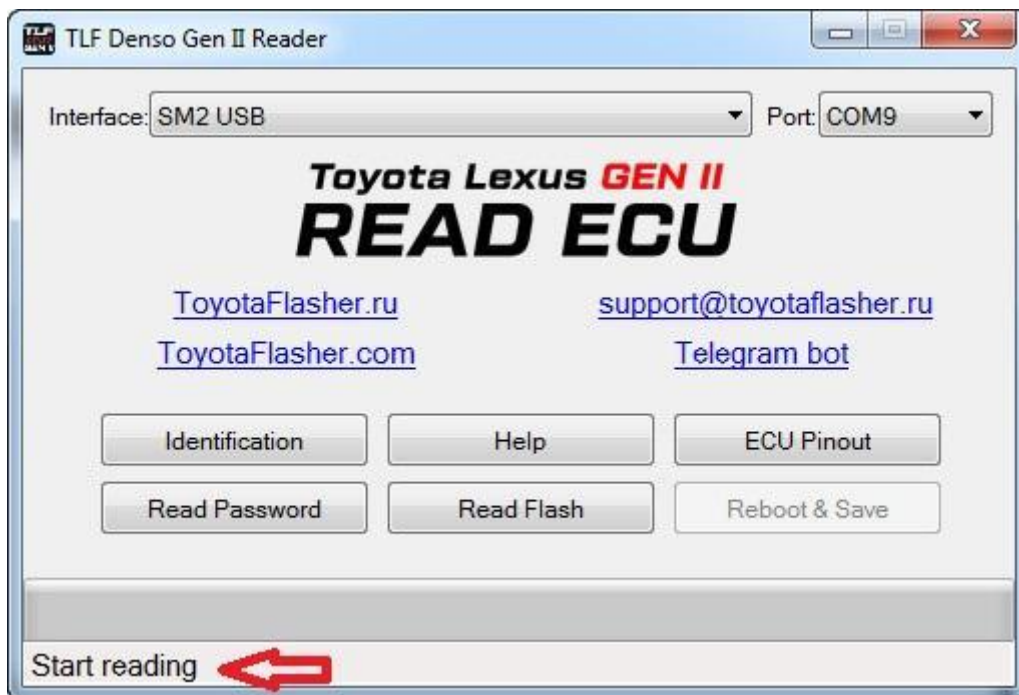 TLF Denso Gen II Reader
Interface: SM2 USB Port: COM9
Toyota Lexus GEN II
READ ECU
ToyotaFlasher.ru support@toyotaflasher.ru
ToyotaFlasher.com Telegram bot
Identification Help ECU Pinout
Read Password Read Flash Reboot & Save
Start reading